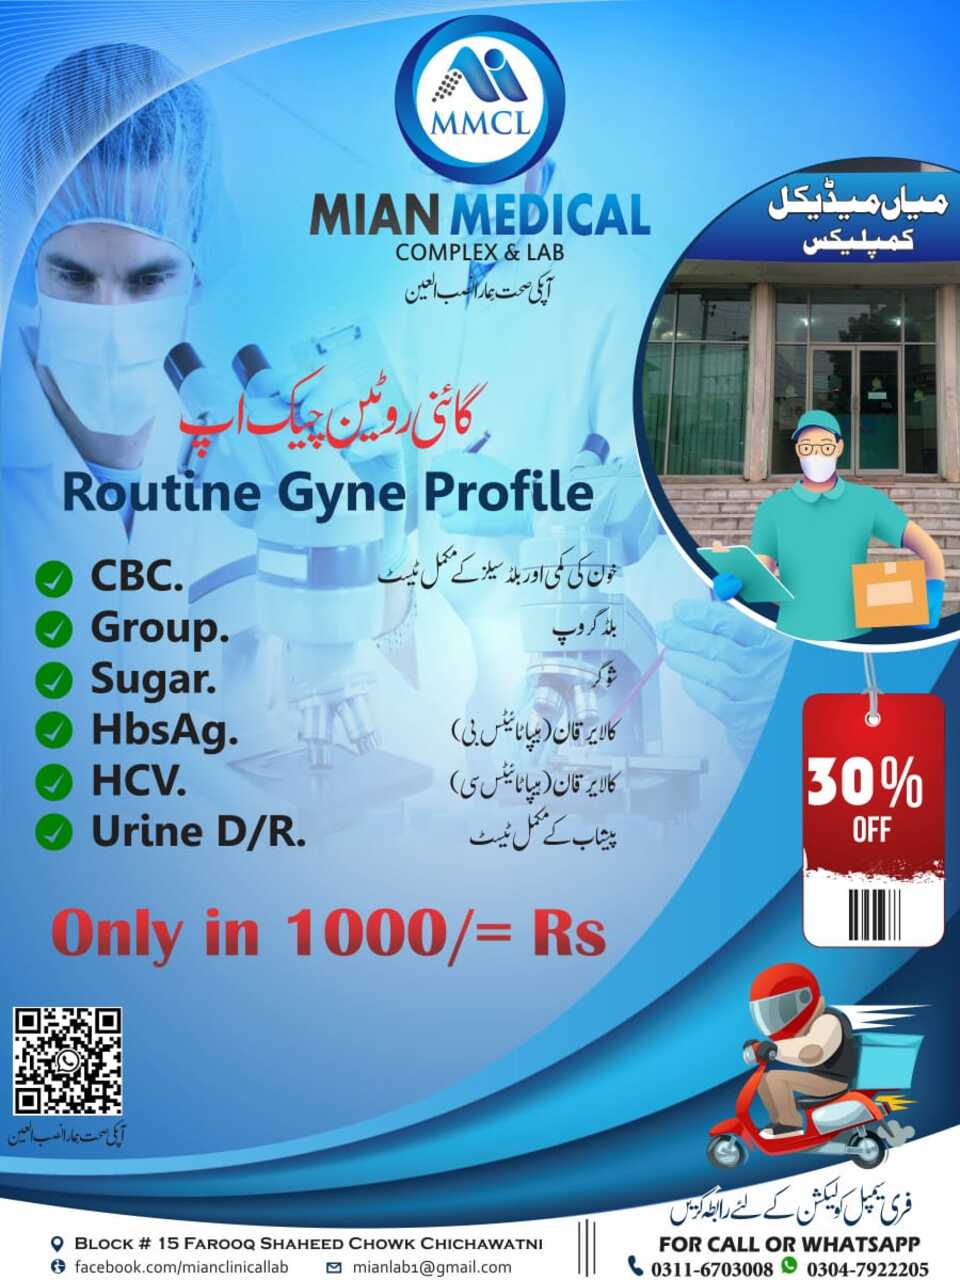 MMCL
MIAN MEDICAL
COMPLEX & LAB
آپکی صحت ہمارا نصب العین
میاں میڈیکل
کمپلیکس
گائنی روٹین چیک اپ
Routine Gyne Profile
CBC. خون کی کمی اور بلڈ سیلز کے مکمل ٹیسٹ
Group. بلڈ گروپ
Sugar. شوگر
HbsAg. کالا یرقان (ہیپاٹائیٹس بی)
HCV. کالا یرقان (ہیپاٹائیٹس سی)
Urine D/R. پیشاب کے مکمل ٹیسٹ
30%
OFF
Only in 1000/= Rs
آپکی صحت ہمارا نصب العین
فری سیمپل کولیکشن کے لئے رابطہ کریں
BLOCK # 15 FAROOQ SHAHEED CHOWK CHICHAWATNI
facebook.com/mianclinicallab mianlab1@gmail.com
FOR CALL OR WHATSAPP
0311-6703008 0304-7922205